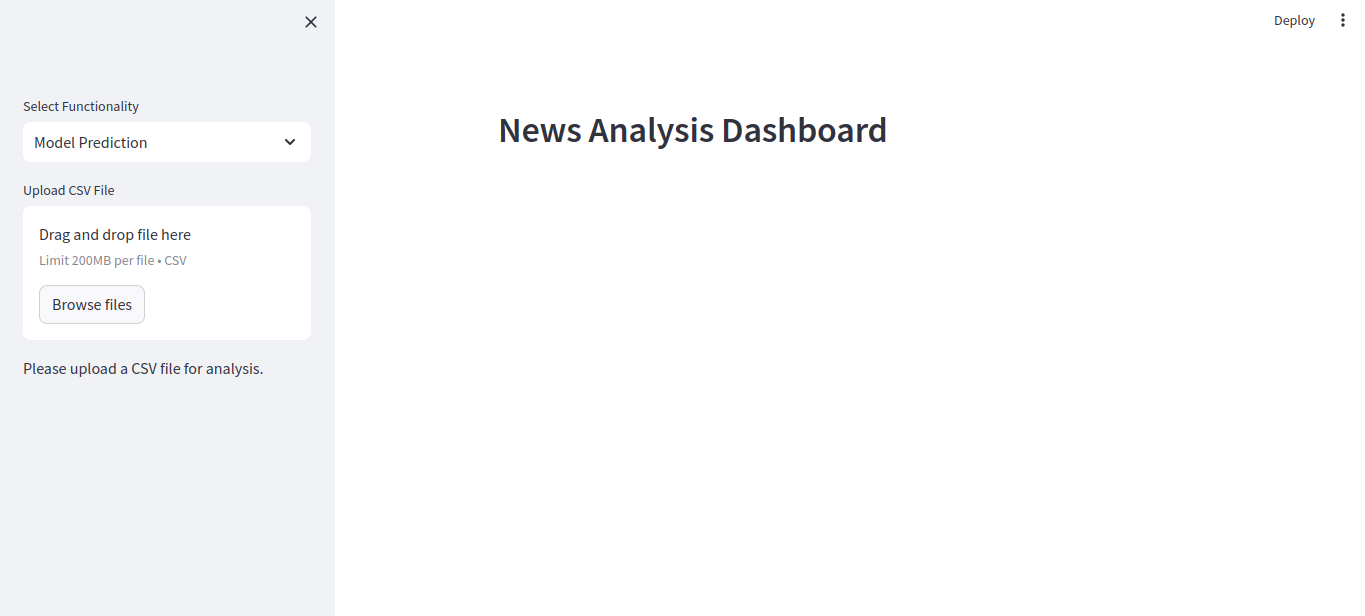 Deploy
Select Functionality
Model Prediction
Upload CSV File
Drag and drop file here
Limit 200MB per file • CSV
Browse files
Please upload a CSV file for analysis.
News Analysis Dashboard